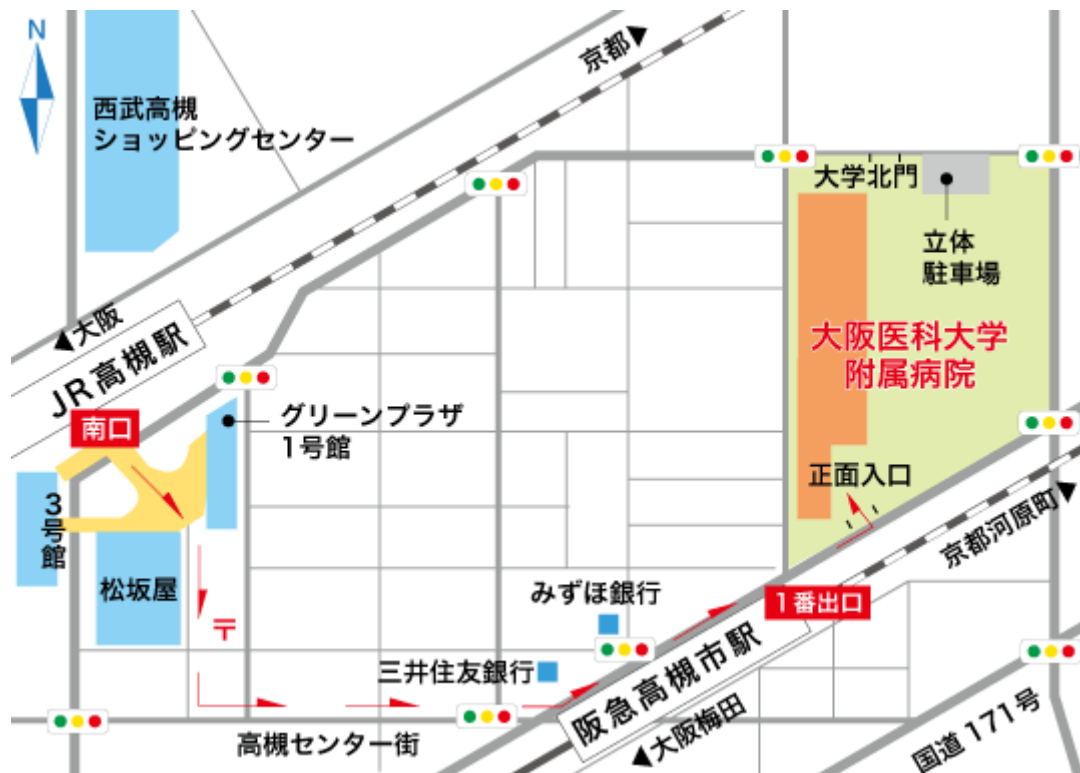 N
西武高槻
ショッピングセンター
京都▶
◀大阪
JR高槻駅
南口
グリーンプラザ
1号館
3号館
松坂屋
〒
みずほ銀行
三井住友銀行
高槻センター街
大学北門
立体
駐車場
大阪医科大学
附属病院
正面入口
京都河原町▶
1番出口
阪急高槻市駅
◀大阪梅田
国道171号